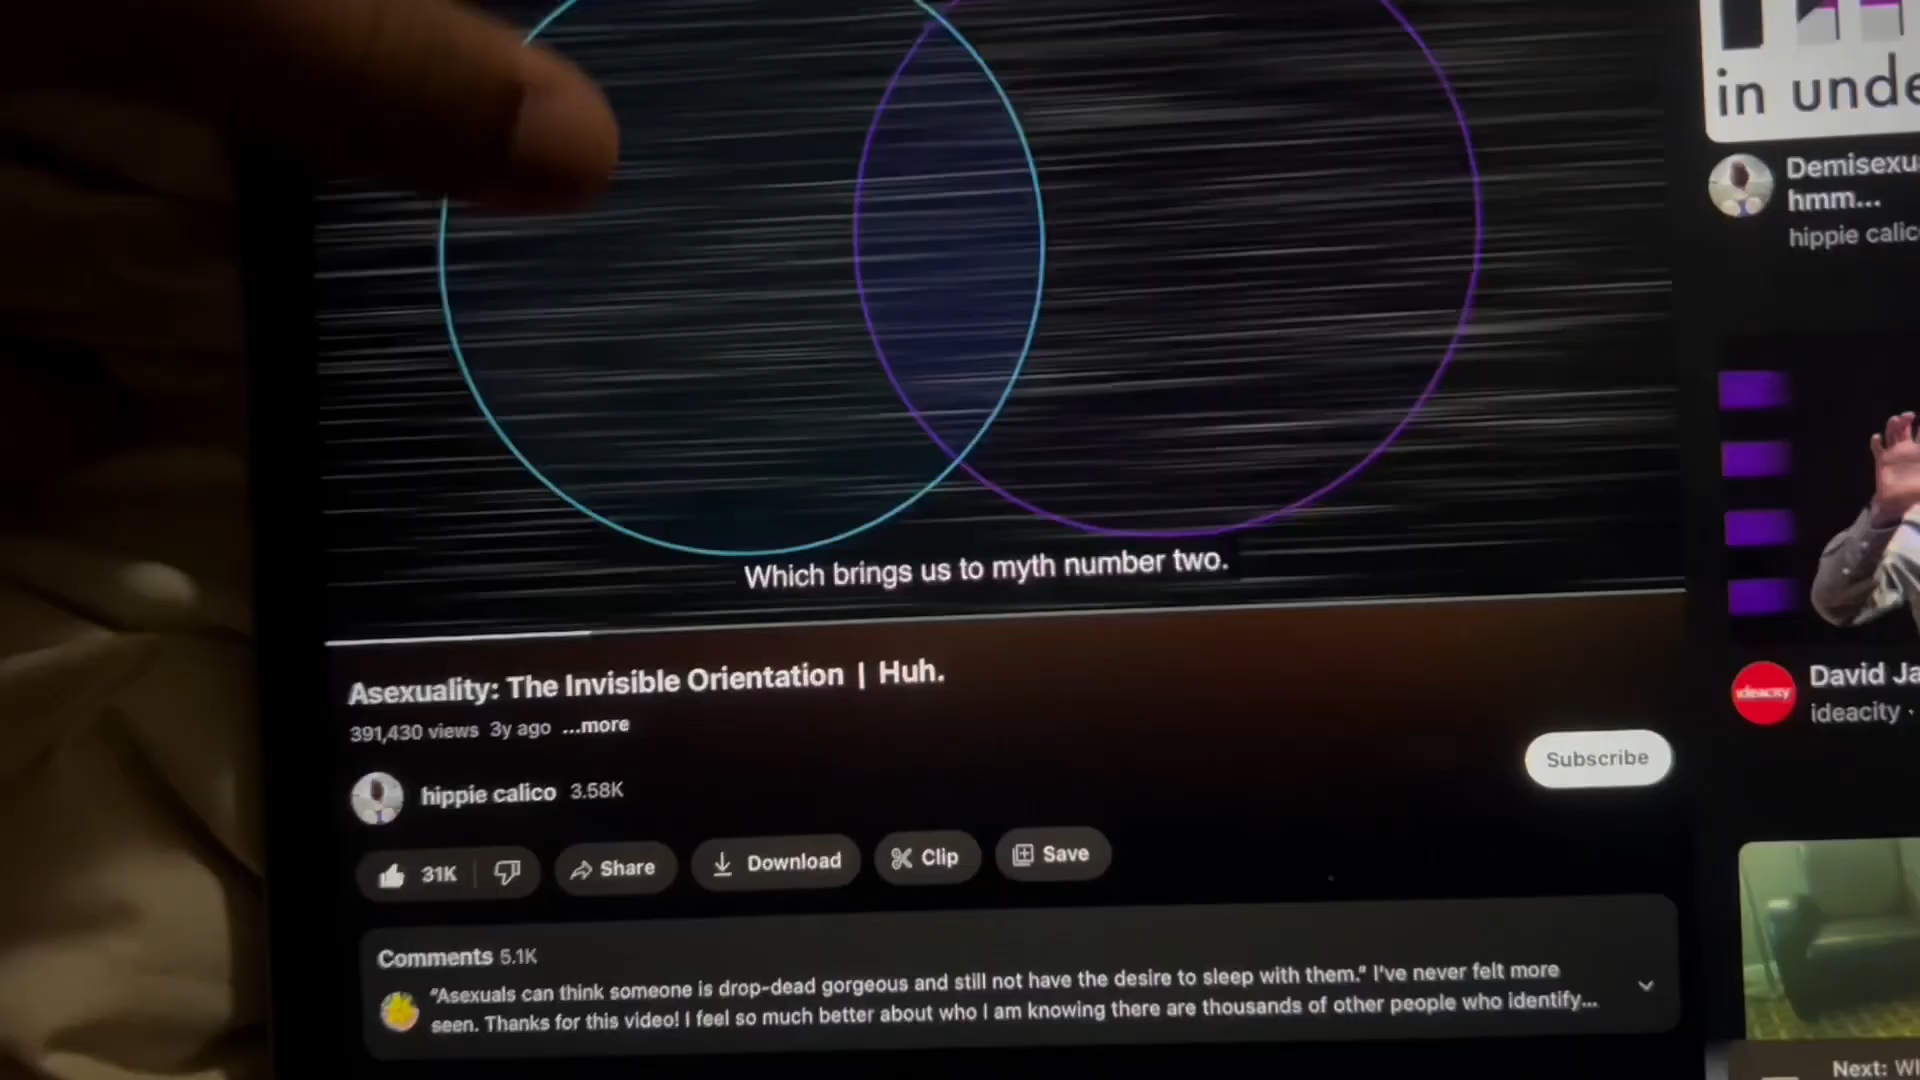 in
Which brings us to myth number two.
Asexuality: The Invisible Orientation | Huh.
391,430 views 3y ago ...more
hippie calico 3.58K
Subscribe
31K
Share
Download
Clip
Save
Comments 5.1K
"Asexuals can think someone is drop-dead gorgeous and still not have the desire to sleep with them." I've never felt more
seen. Thanks for this video! I feel so much better about who I am knowing there are thousands of other people who identify...
hmm...
hippie
ideacity
David
ideacity ·
Next: